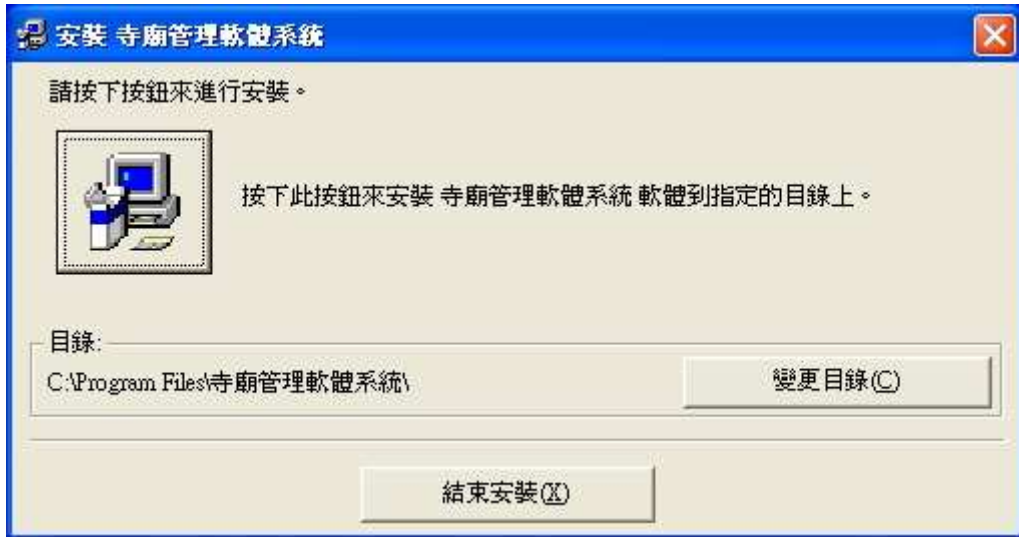 安裝 寺廟管理軟體系統
請按下按鈕來進行安裝。
按下此按鈕來安裝 寺廟管理軟體系統 軟體到指定的目錄上。
目錄:
C:\Program Files\寺廟管理軟體系統\
變更目錄(C)
結束安裝(X)